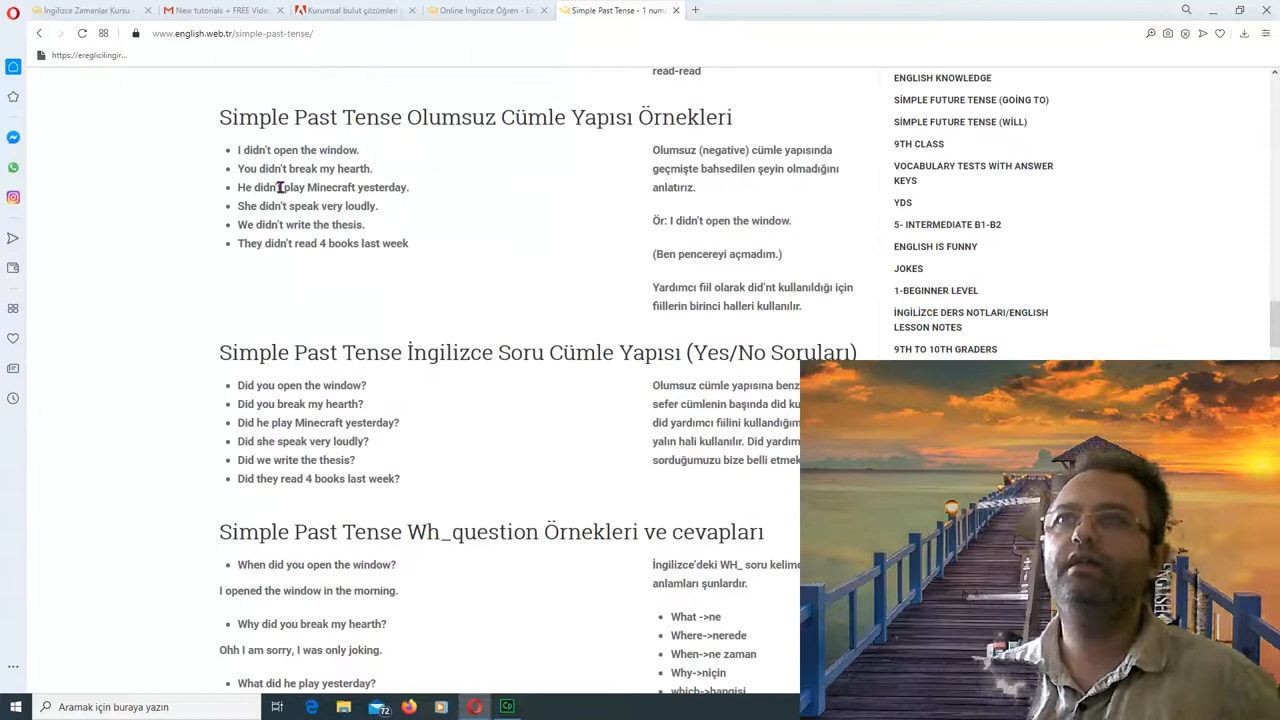 İngilizce Zamanlar Kursu -
New tutorials + FREE Vide
Kurumsal bulut çözümleri |
Online İngilizce Öğren - En
Simple Past Tense - 1 num
www.english.web.tr/simple-past-tense/
https://ereglicilingir...
read-read
Simple Past Tense Olumsuz Cümle Yapısı Örnekleri
I didn't open the window.
You didn't break my hearth.
He didn't play Minecraft yesterday.
She didn't speak very loudly.
We didn't write the thesis.
They didn't read 4 books last week
Olumsuz (negative) cümle yapısında
geçmişte bahsedilen şeyin olmadığını
anlatırız.
Ör: I didn't open the window.
(Ben pencereyi açmadım.)
Yardımcı fiil olarak did'nt kullanıldığı için
fiillerin birinci halleri kullanılır.
Simple Past Tense İngilizce Soru Cümle Yapısı (Yes/No Soruları)
Did you open the window?
Did you break my hearth?
Did he play Minecraft yesterday?
Did she speak very loudly?
Did we write the thesis?
Did they read 4 books last week?
Olumsuz cümle yapısına benz
sefer cümlenin başında did ku
did yardımcı fiilini kullandığım
yalın hali kullanılır. Did yardım
sorduğumuzu bize belli etmek
Simple Past Tense Wh_question Örnekleri ve cevapları
When did you open the window?
I opened the window in the morning.
Why did you break my hearth?
Ohh I am sorry, I was only joking.
What did he play yesterday?
İngilizce'deki WH_ soru kelime
anlamları şunlardır.
What ->ne
Where->nerede
When->ne zaman
Why->niçin
which->hangisi
ENGLISH KNOWLEDGE
SİMPLE FUTURE TENSE (GOİNG TO)
SİMPLE FUTURE TENSE (WİLL)
9TH CLASS
VOCABULARY TESTS WİTH ANSWER
KEYS
YDS
5- INTERMEDIATE B1-B2
ENGLISH IS FUNNY
JOKES
1-BEGINNER LEVEL
İNGİLİZCE DERS NOTLARI/ENGLISH
LESSON NOTES
9TH TO 10TH GRADERS
Aramak için buraya yazın
72
Cp